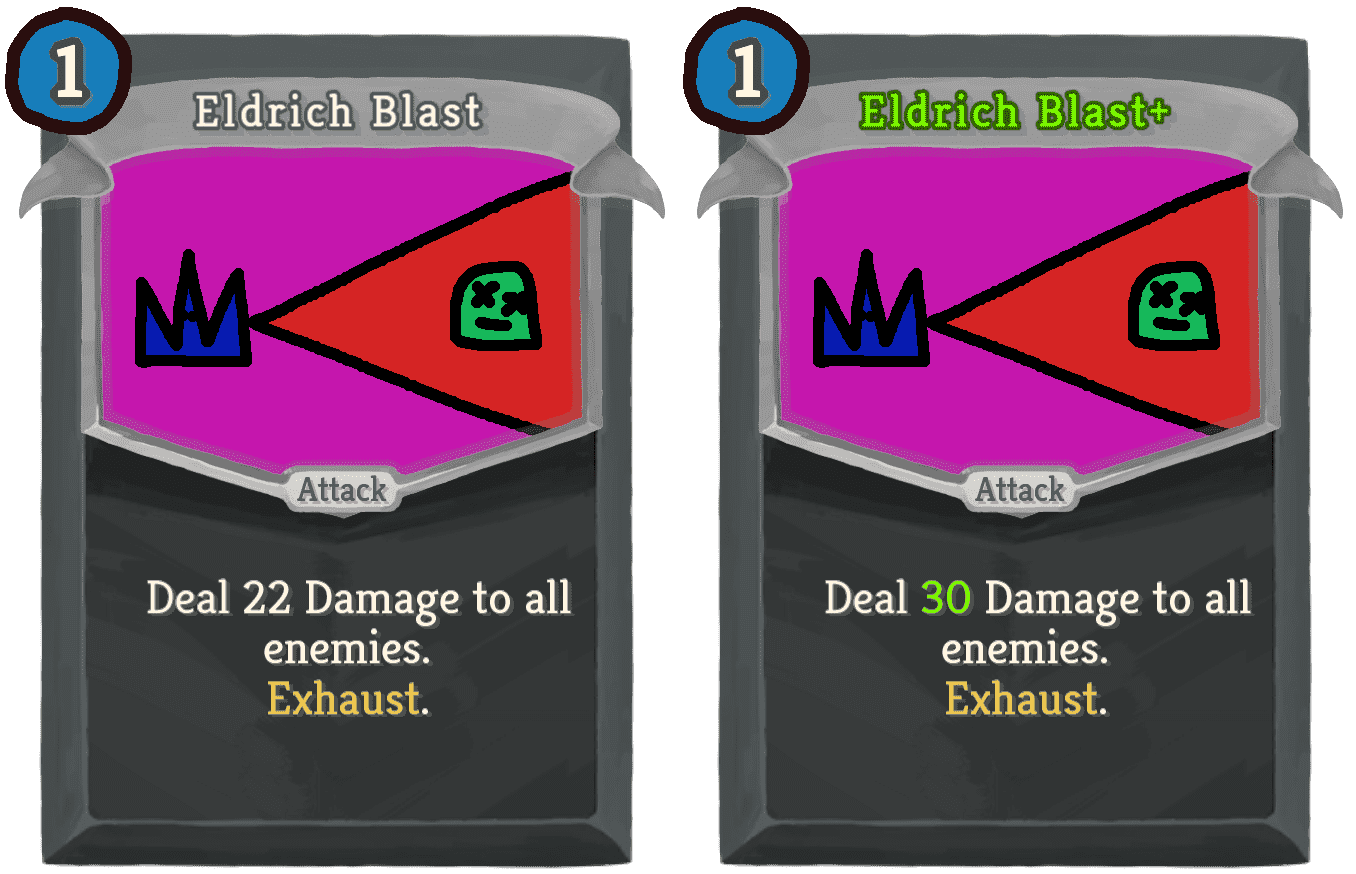 1
Eldrich Blast
Attack
Deal 22 Damage to all
enemies.
Exhaust.
1
Eldrich Blast+
Attack
Deal 30 Damage to all
enemies.
Exhaust.